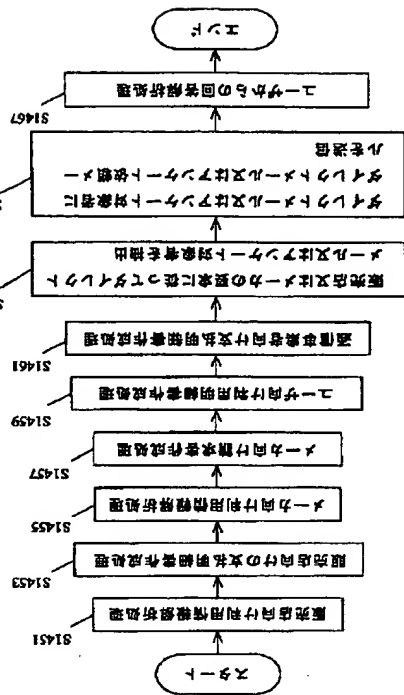 スタート
S1451
販売店向け利用情報解析処理
S1453
販売店向けの支払明細書作成処理
S1455
メーカ向け利用情報解析処理
S1457
メーカ向け請求書作成処理
S1459
ユーザ向け利用明細書作成処理
S1461
通信事業者向け支払明細書作成処理
販売店又はメーカの要求に従ってダイレクト
メール又はアンケート対象者を抽出
ダイレクトメール又はアンケート対象者に
ダイレクトメール又はアンケート依頼メー
ルを送信
S1467
ユーザからの回答解析処理
エンド